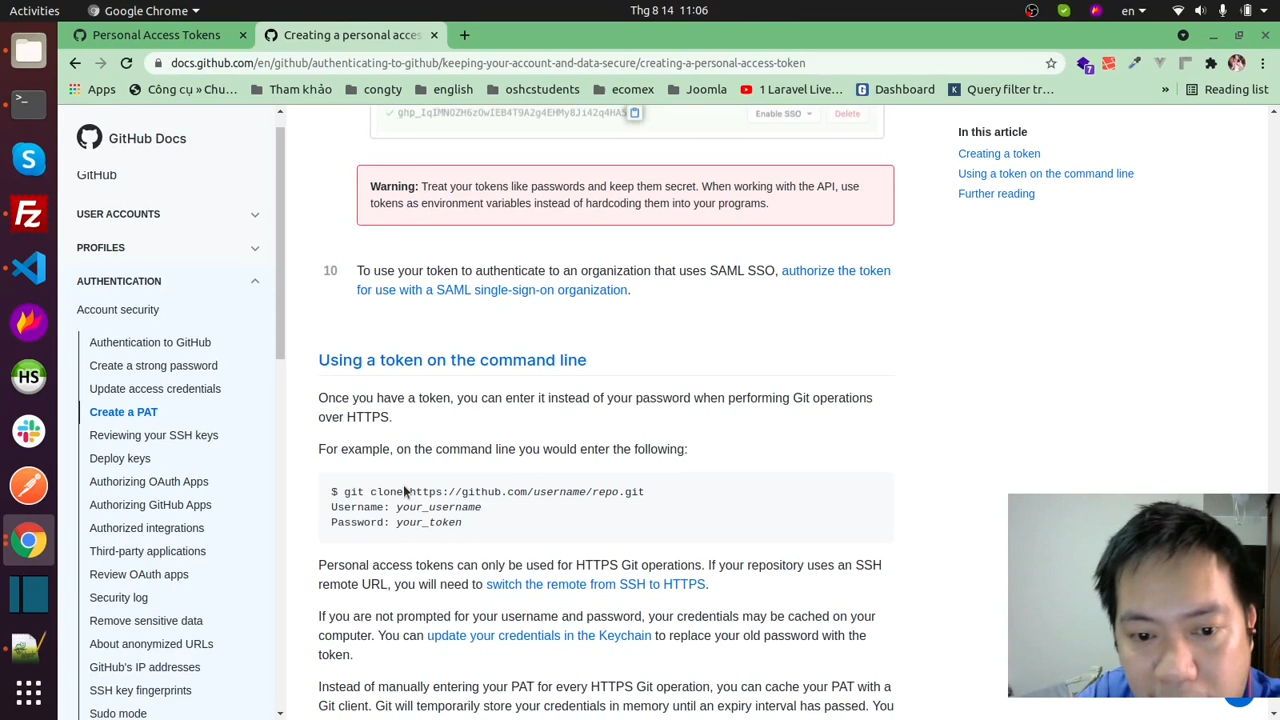 Activities
Google Chrome
Thg 8 14 11:06
en
Personal Access Tokens
Creating a personal acces
docs.github.com/en/github/authenticating-to-github/keeping-your-account-and-data-secure/creating-a-personal-access-token
Apps
Công cụ » Chu...
Tham khảo
congty
english
oshcstudents
ecomex
Joomla
1 Laravel Live...
Dashboard
Query filter tr...
»
Reading list
GitHub Docs
GitHub
USER ACCOUNTS
PROFILES
AUTHENTICATION
Account security
Authentication to GitHub
Create a strong password
Update access credentials
Create a PAT
Reviewing your SSH keys
Deploy keys
Authorizing OAuth Apps
Authorizing GitHub Apps
Authorized integrations
Third-party applications
Review OAuth apps
Security log
Remove sensitive data
About anonymized URLs
GitHub's IP addresses
SSH key fingerprints
Sudo mode
Enable SSO
Delete
Warning: Treat your tokens like passwords and keep them secret. When working with the API, use
tokens as environment variables instead of hardcoding them into your programs.
10 To use your token to authenticate to an organization that uses SAML SSO, authorize the token
for use with a SAML single-sign-on organization.
Using a token on the command line
Once you have a token, you can enter it instead of your password when performing Git operations
over HTTPS.
For example, on the command line you would enter the following:
$ git clone https://github.com/username/repo.git
Username: your_username
Password: your_token
Personal access tokens can only be used for HTTPS Git operations. If your repository uses an SSH
remote URL, you will need to switch the remote from SSH to HTTPS.
If you are not prompted for your username and password, your credentials may be cached on your
computer. You can update your credentials in the Keychain to replace your old password with the
token.
Instead of manually entering your PAT for every HTTPS Git operation, you can cache your PAT with a
Git client. Git will temporarily store your credentials in memory until an expiry interval has passed. You
In this article
Creating a token
Using a token on the command line
Further reading